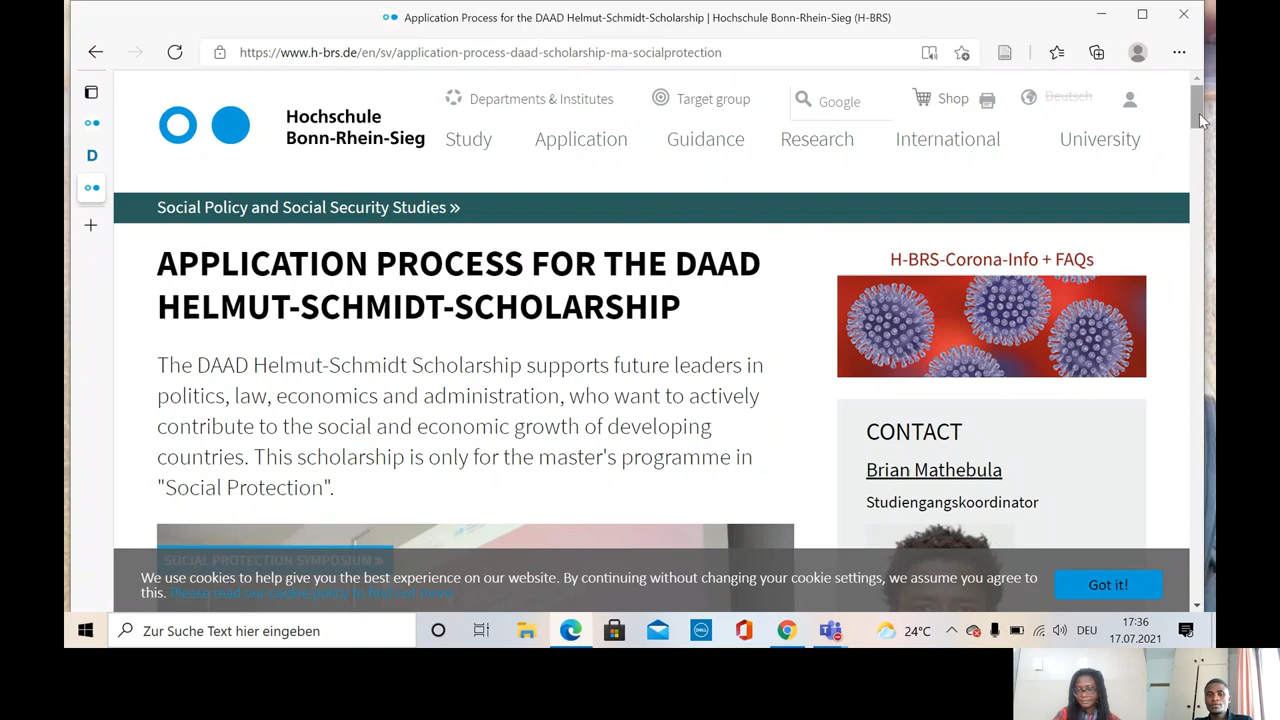 Application Process for the DAAD Helmut-Schmidt-Scholarship | Hochschule Bonn-Rhein-Sieg (H-BRS)
https://www.h-brs.de/en/sv/application-process-daad-scholarship-ma-socialprotection
Departments & Institutes
Target group
Google
Shop
Deutsch
Hochschule
Bonn-Rhein-Sieg
Study
Application
Guidance
Research
International
University
D
Social Policy and Social Security Studies »
APPLICATION PROCESS FOR THE DAAD
HELMUT-SCHMIDT-SCHOLARSHIP
The DAAD Helmut-Schmidt Scholarship supports future leaders in
politics, law, economics and administration, who want to actively
contribute to the social and economic growth of developing
countries. This scholarship is only for the master's programme in
"Social Protection".
H-BRS-Corona-Info + FAQs
CONTACT
Brian Mathebula
Studiengangskoordinator
SOCIAL PROTECTION SYMPOSIUM »
We use cookies to help give you the best experience on our website. By continuing without changing your cookie settings, we assume you agree to
this. Please read our cookie policy to find out more.
Got it!
Zur Suche Text hier eingeben
DELL
24°C
DEU
17:36
17.07.2021